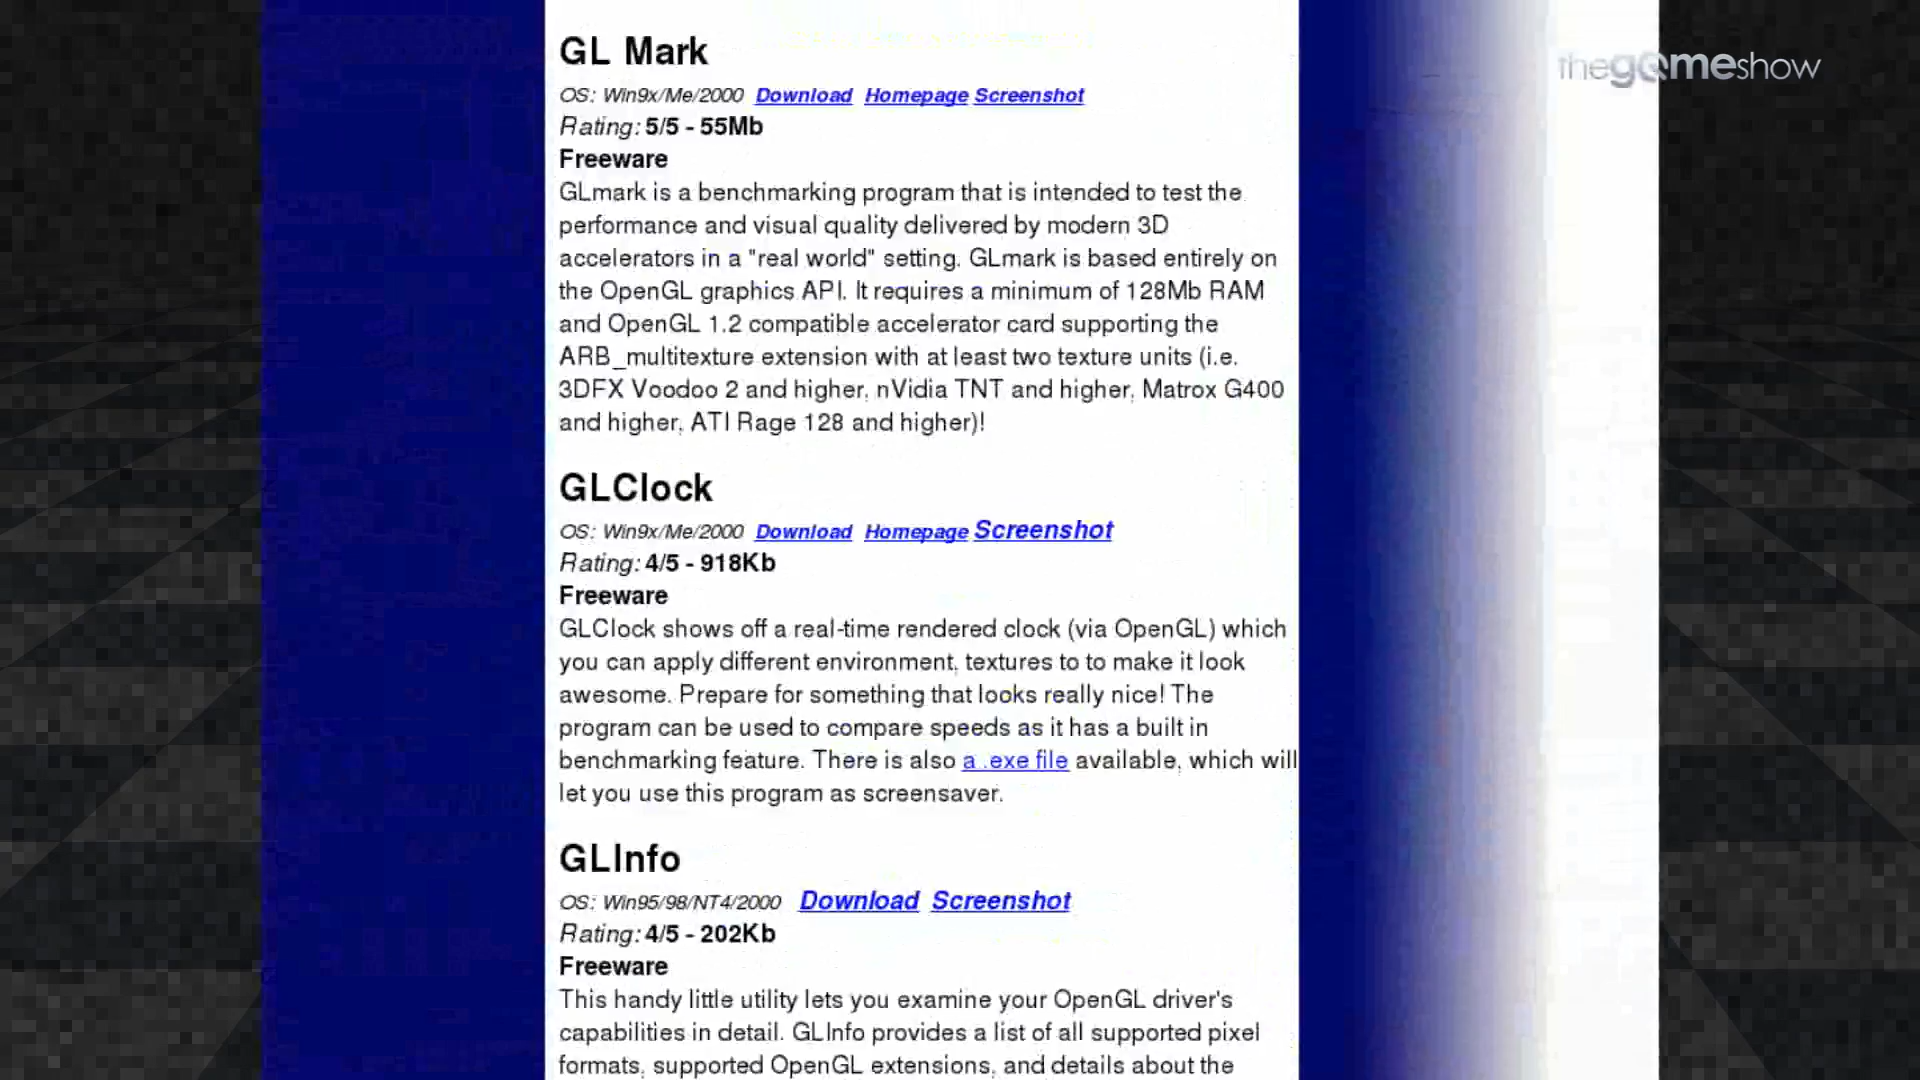 thegameshow
GL Mark
OS: Win9x/Me/2000 Download Homepage Screenshot
Rating: 5/5 - 55Mb
Freeware
GLmark is a benchmarking program that is intended to test the
performance and visual quality delivered by modern 3D
accelerators in a "real world" setting. GLmark is based entirely on
the OpenGL graphics API. It requires a minimum of 128Mb RAM
and OpenGL 1.2 compatible accelerator card supporting the
ARB_multitexture extension with at least two texture units (i.e.
3DFX Voodoo 2 and higher, nVidia TNT and higher, Matrox G400
and higher, ATI Rage 128 and higher)!
GLClock
OS: Win9x/Me/2000 Download Homepage Screenshot
Rating: 4/5 - 918Kb
Freeware
GLClock shows off a real-time rendered clock (via OpenGL) which
you can apply different environment, textures to to make it look
awesome. Prepare for something that looks really nice! The
program can be used to compare speeds as it has a built in
benchmarking feature. There is also a .exe file available, which will
let you use this program as screensaver.
GLInfo
OS: Win95/98/NT4/2000 Download Screenshot
Rating: 4/5 - 202Kb
Freeware
This handy little utility lets you examine your OpenGL driver's
capabilities in detail. GLInfo provides a list of all supported pixel
formats, supported OpenGL extensions, and details about the